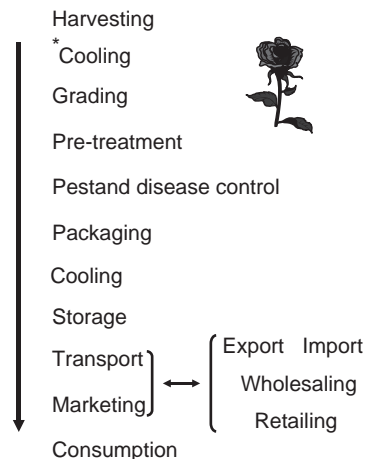 Harvesting
*Cooling
Grading
Pre-treatment
Pestand disease control
Packaging
Cooling
Storage
Transport
Marketing
Export Import
Wholesaling
Retailing
Consumption